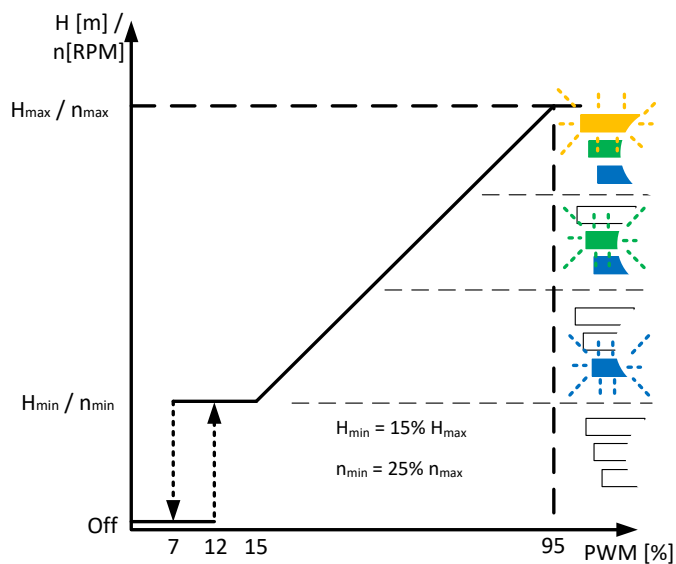 H [m] /
n[RPM]
Hmax / nmax
Hmin / nmin
Hmin = 15% Hmax
nmin = 25% nmax
Off
7 12 15 95 PWM [%]